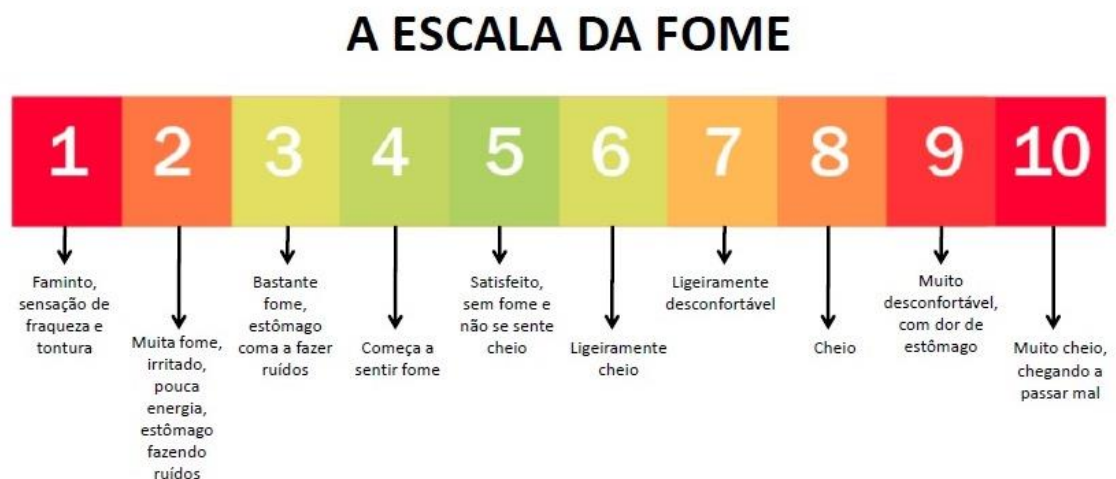 A ESCALA DA FOME
1 2 3 4 5 6 7 8 9 10
Faminto,
sensação de
fraqueza e
tontura
Muita fome,
irritado,
pouca
energia,
estômago
fazendo
ruídos
Bastante
fome,
estômago
coma a fazer
ruídos
Começa a
sentir fome
Satisfeito,
sem fome e
não se sente
cheio
Ligeiramente
cheio
Ligeiramente
desconfortável
Cheio
Muito
desconfortável,
com dor de
estômago
Muito cheio,
chegando a
passar mal